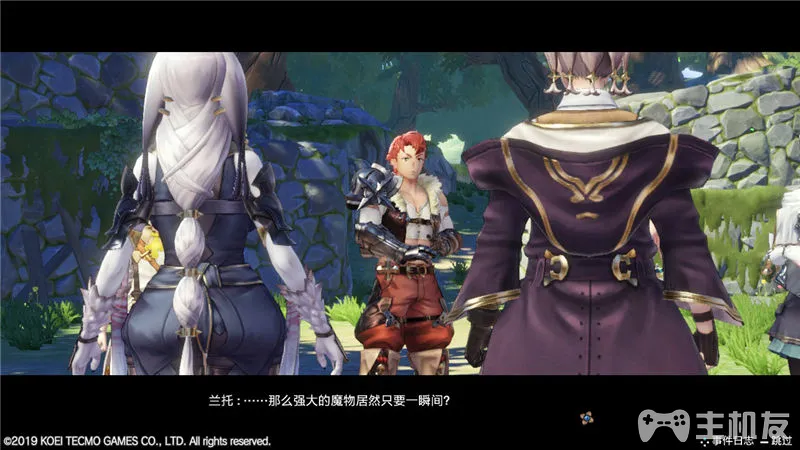 兰托：……那么强大的魔物居然只要一瞬间？
主机友
©2019 KOEI TECMO GAMES CO., LTD. All rights reserved.
事件日志 跳过